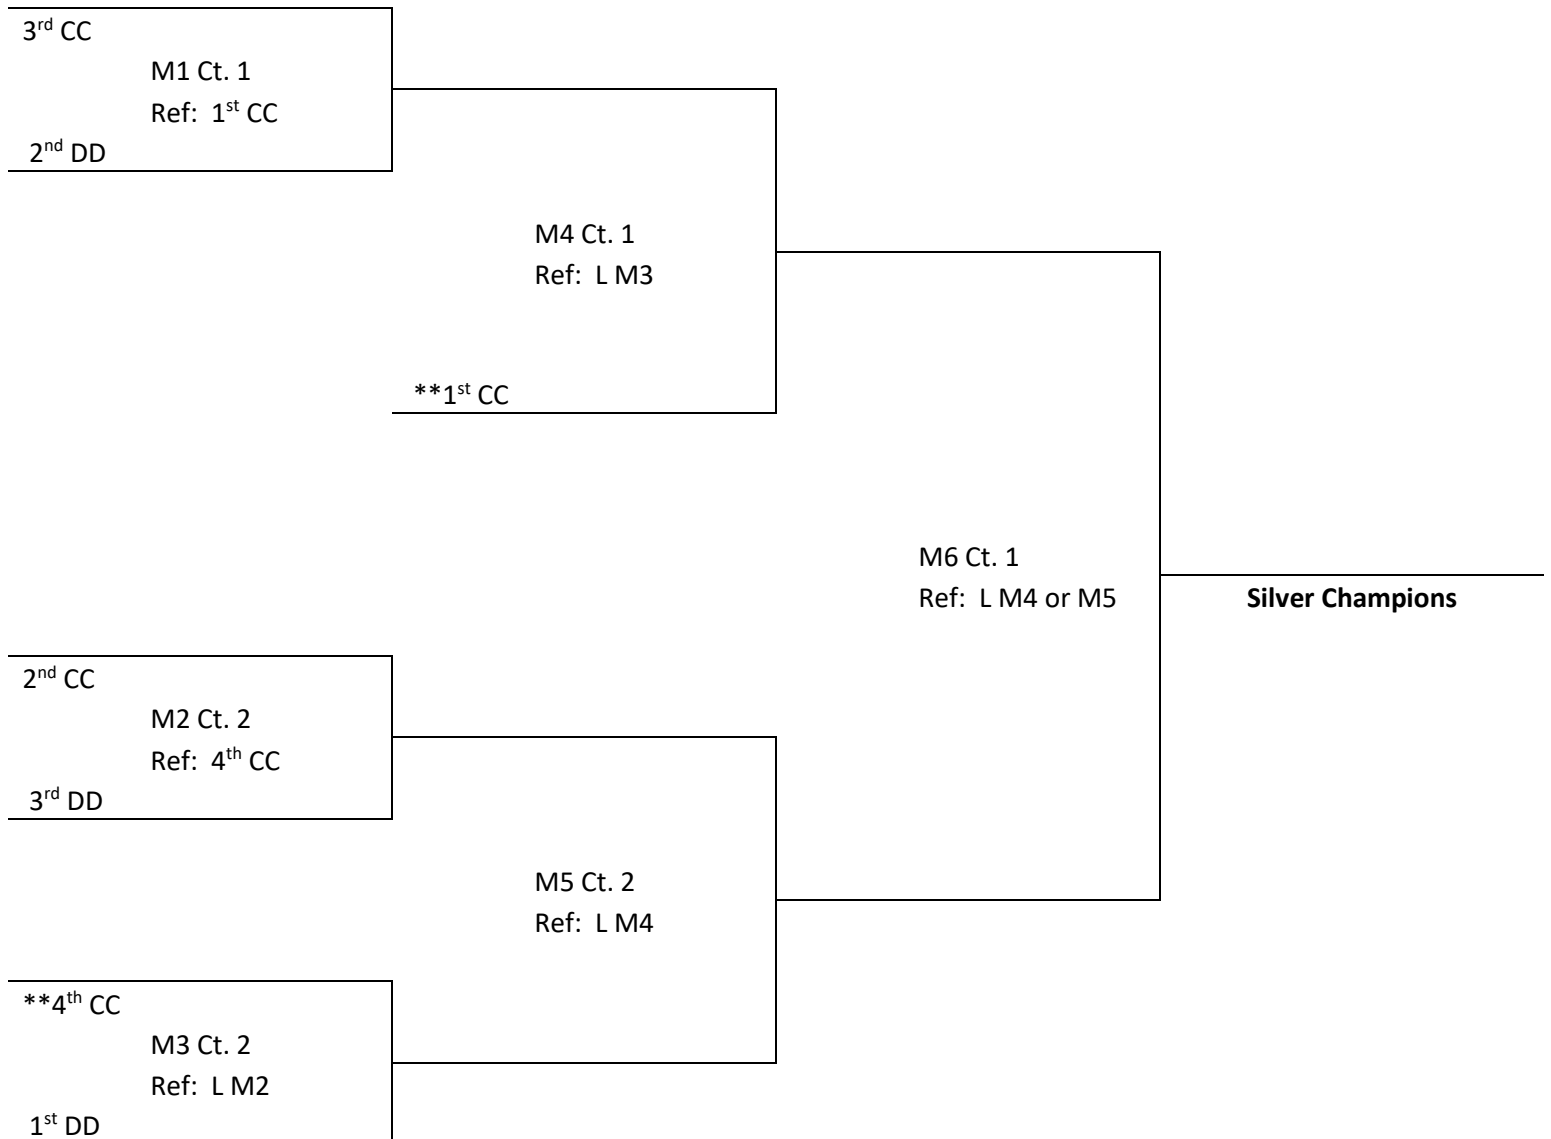 3rd CC
M1 Ct. 1
Ref: 1st CC
2nd DD
M4 Ct. 1
Ref: L M3
**1st CC
M6 Ct. 1
Ref: L M4 or M5
Silver Champions
2nd CC
M2 Ct. 2
Ref: 4th CC
3rd DD
M5 Ct. 2
Ref: L M4
**4th CC
M3 Ct. 2
Ref: L M2
1st DD